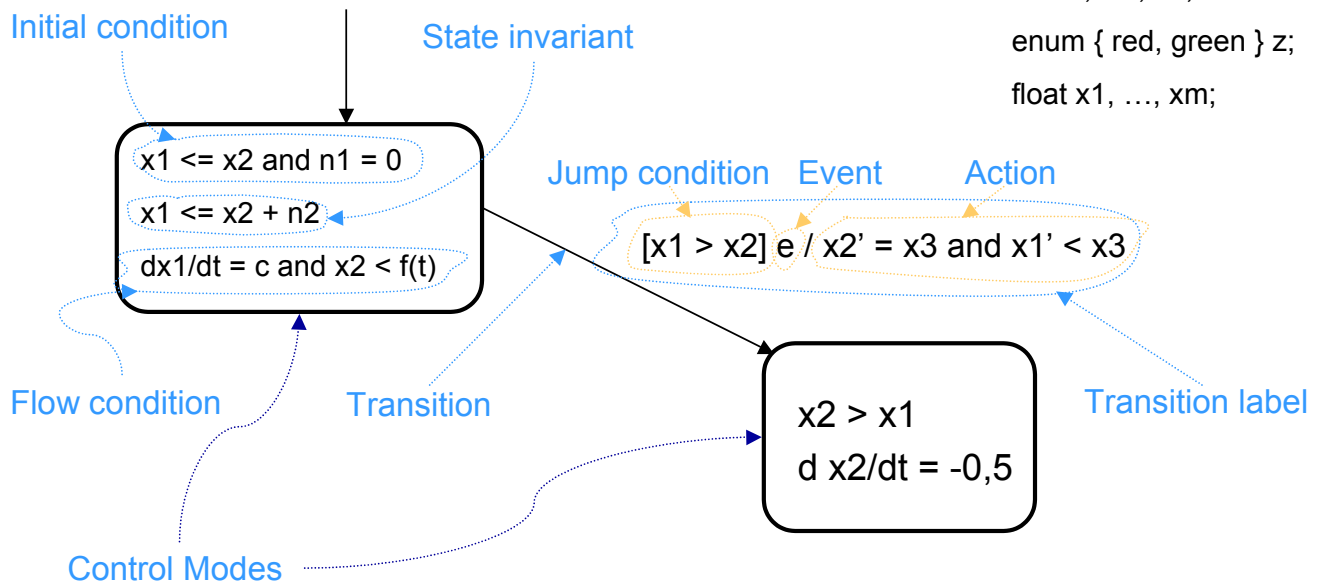 Initial condition
State invariant
enum { red, green } z;
float x1, …, xm;
x1 <= x2 and n1 = 0
x1 <= x2 + n2
dx1/dt = c and x2 < f(t)
Jump condition
Event
Action
[x1 > x2] e / x2’ = x3 and x1’ < x3
Flow condition
Transition
Transition label
x2 > x1
d x2/dt = -0,5
Control Modes